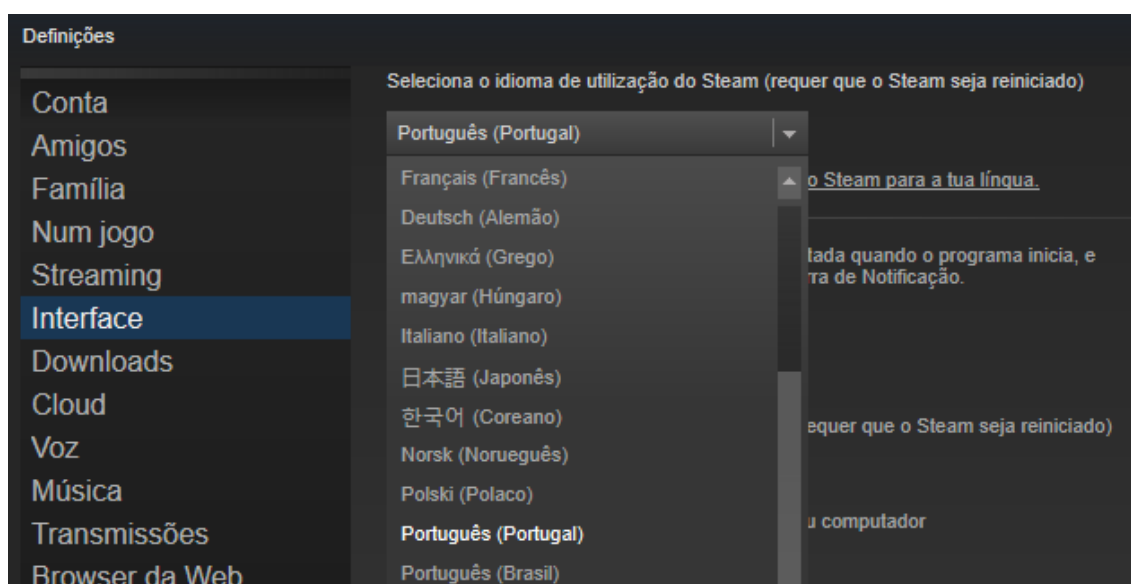 Definições
Conta
Amigos
Família
Num jogo
Streaming
Interface
Downloads
Cloud
Voz
Música
Transmissões
Browser da Web
Seleciona o idioma de utilização do Steam (requer que o Steam seja reiniciado)
Português (Portugal)
Français (Francês)
Deutsch (Alemão)
Ελληνικά (Grego)
magyar (Húngaro)
Italiano (Italiano)
日本語 (Japonês)
한국어 (Coreano)
Norsk (Norueguês)
Polski (Polaco)
Português (Portugal)
Português (Brasil)
o Steam para a tua língua.
tada quando o programa inicia, e
rra de Notificação.
equer que o Steam seja reiniciado)
u computador